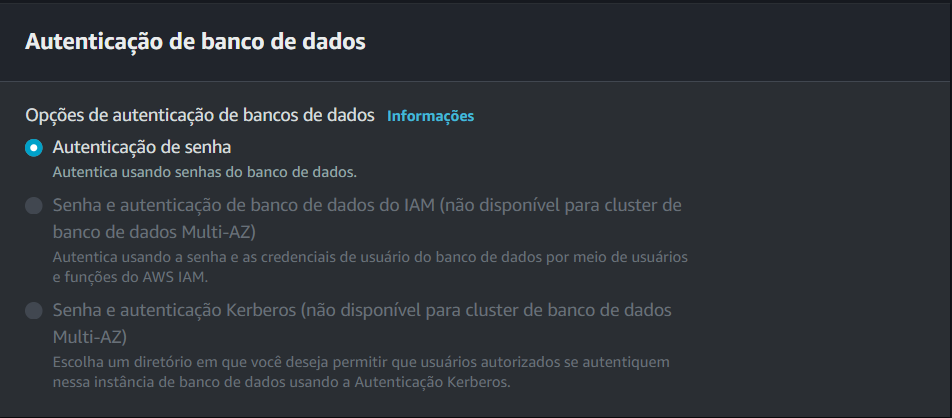 Autenticação de banco de dados
Opções de autenticação de bancos de dados Informações
Autenticação de senha
Autentica usando senhas do banco de dados.
Senha e autenticação de banco de dados do IAM (não disponível para cluster de
banco de dados Multi-AZ)
Autentica usando a senha e as credenciais de usuário do banco de dados por meio de usuários
e funções do AWS IAM.
Senha e autenticação Kerberos (não disponível para cluster de banco de dados
Multi-AZ)
Escolha um diretório em que você deseja permitir que usuários autorizados se autentiquem
nessa instância de banco de dados usando a Autenticação Kerberos.